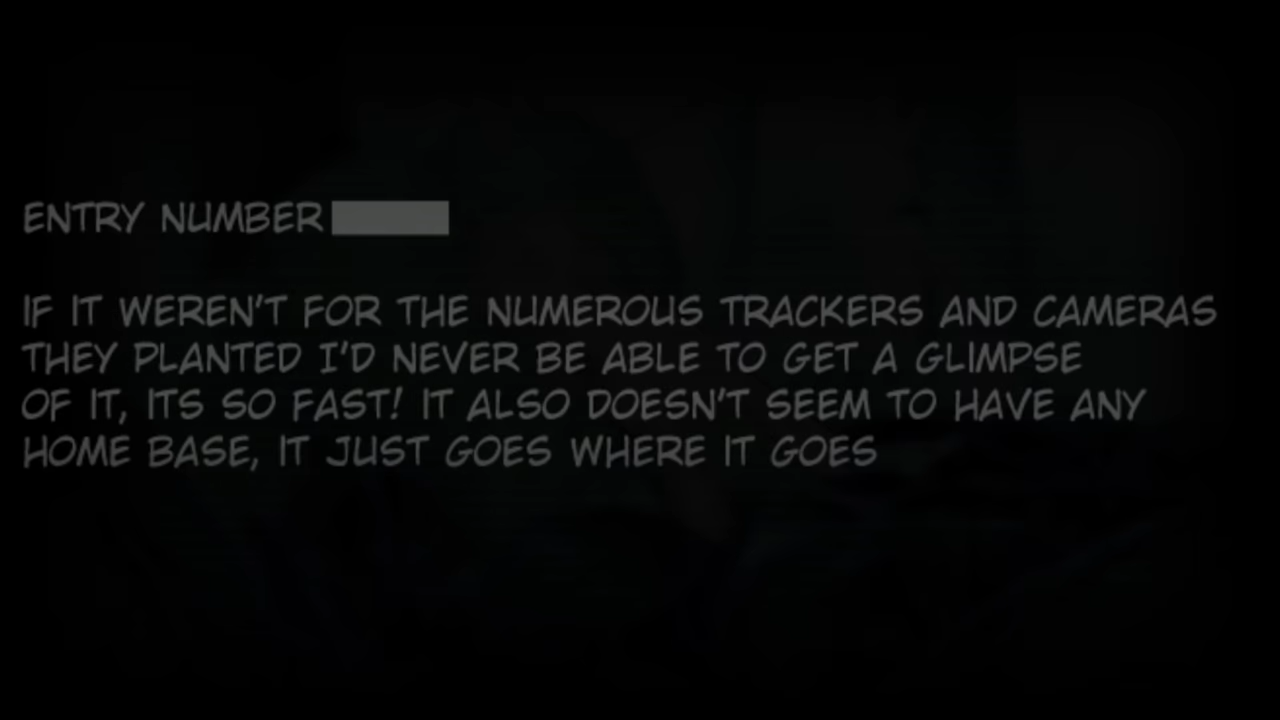 ENTRY NUMBER
IF IT WEREN'T FOR THE NUMEROUS TRACKERS AND CAMERAS
THEY PLANTED I'D NEVER BE ABLE TO GET A GLIMPSE
OF IT, ITS SO FAST! IT ALSO DOESN'T SEEM TO HAVE ANY
HOME BASE, IT JUST GOES WHERE IT GOES